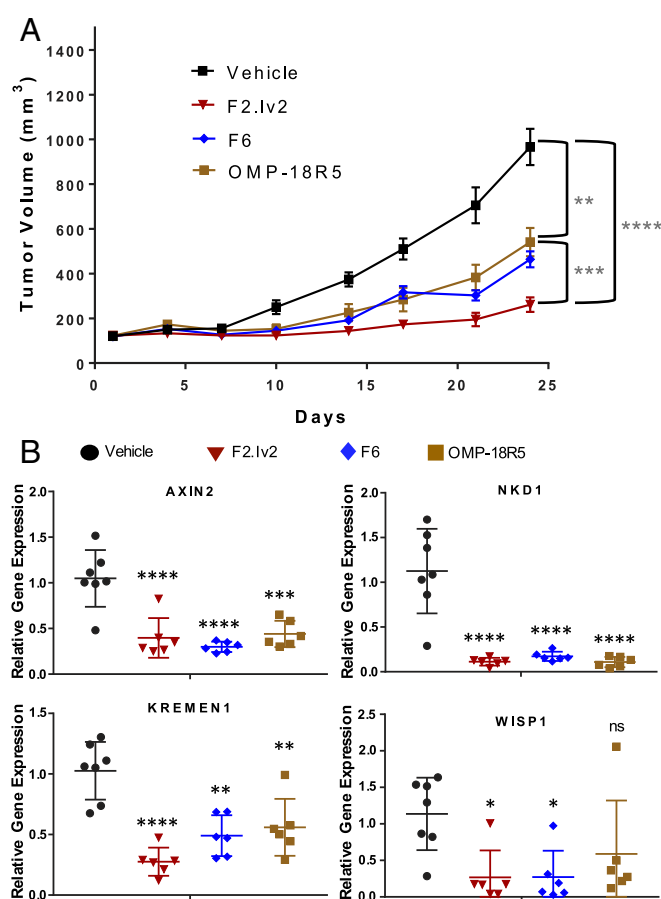 A
Tumor Volume (mm3)
1400
1200
1000
800
600
400
200
0
Vehicle
F2.Iv2
F6
OMP-18R5
**
***
****
0 5 10 15 20 25
Days
B
Vehicle F2.Iv2 F6 OMP-18R5
AXIN2
Relative Gene Expression
2.0
1.5
1.0
0.5
0.0
**** **** ***
NKD1
Relative Gene Expression
2.0
1.5
1.0
0.5
0.0
**** **** ****
KREMEN1
Relative Gene Expression
1.5
1.0
0.5
0.0
**** ** **
WISP1
Relative Gene Expression
2.5
2.0
1.5
1.0
0.5
0.0
* * ns